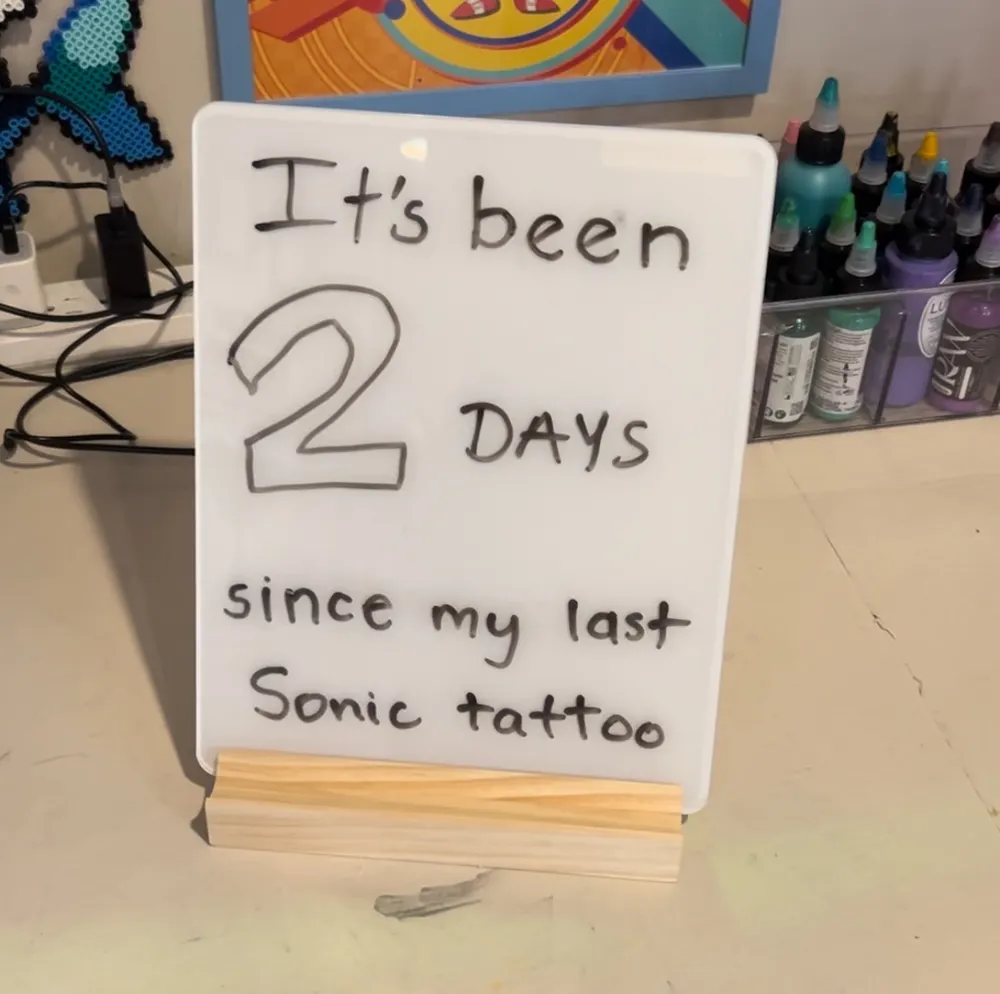 It's been
2 DAYS
since my last
Sonic tattoo